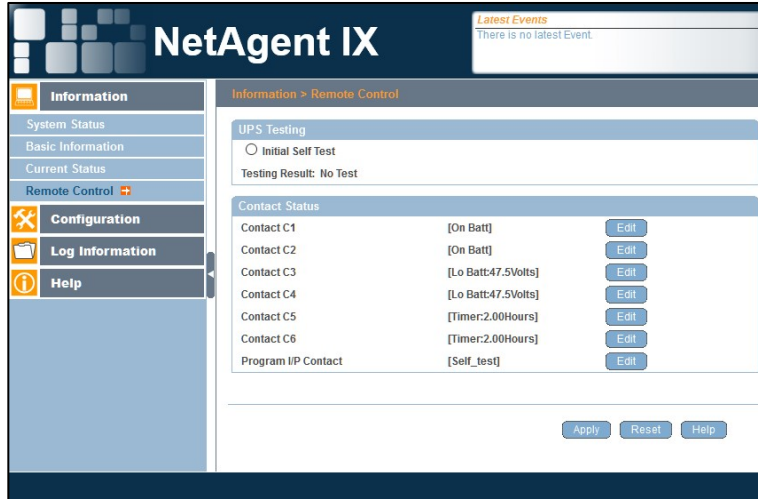 NetAgent IX
Latest Events
There is no latest Event.
Information
System Status
Basic Information
Current Status
Remote Control
Configuration
Log Information
Help
Information > Remote Control
UPS Testing
Initial Self Test
Testing Result: No Test
Contact Status
Contact C1 [On Batt] Edit
Contact C2 [On Batt] Edit
Contact C3 [Lo Batt:47.5Volts] Edit
Contact C4 [Lo Batt:47.5Volts] Edit
Contact C5 [Timer:2.00Hours] Edit
Contact C6 [Timer:2.00Hours] Edit
Program I/P Contact [Self_test] Edit
Apply Reset Help